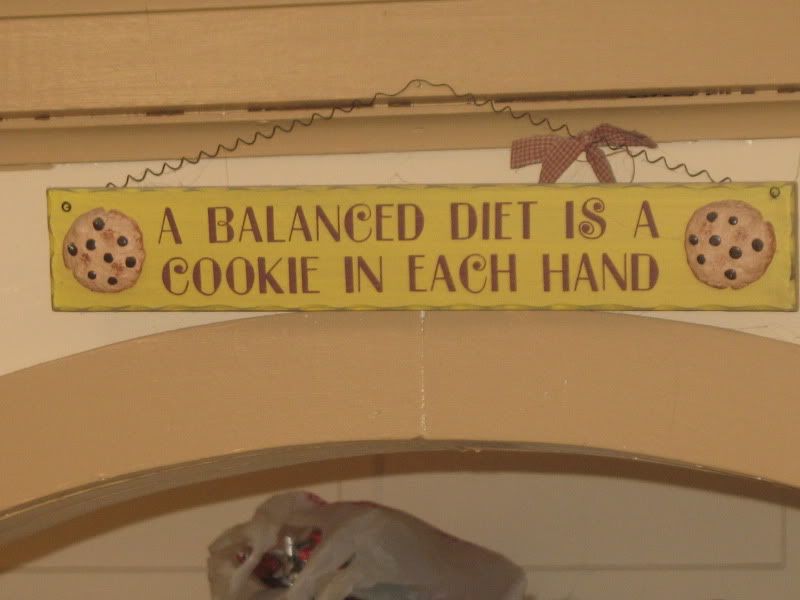 A BALANCED DIET IS A
COOKIE IN EACH HAND